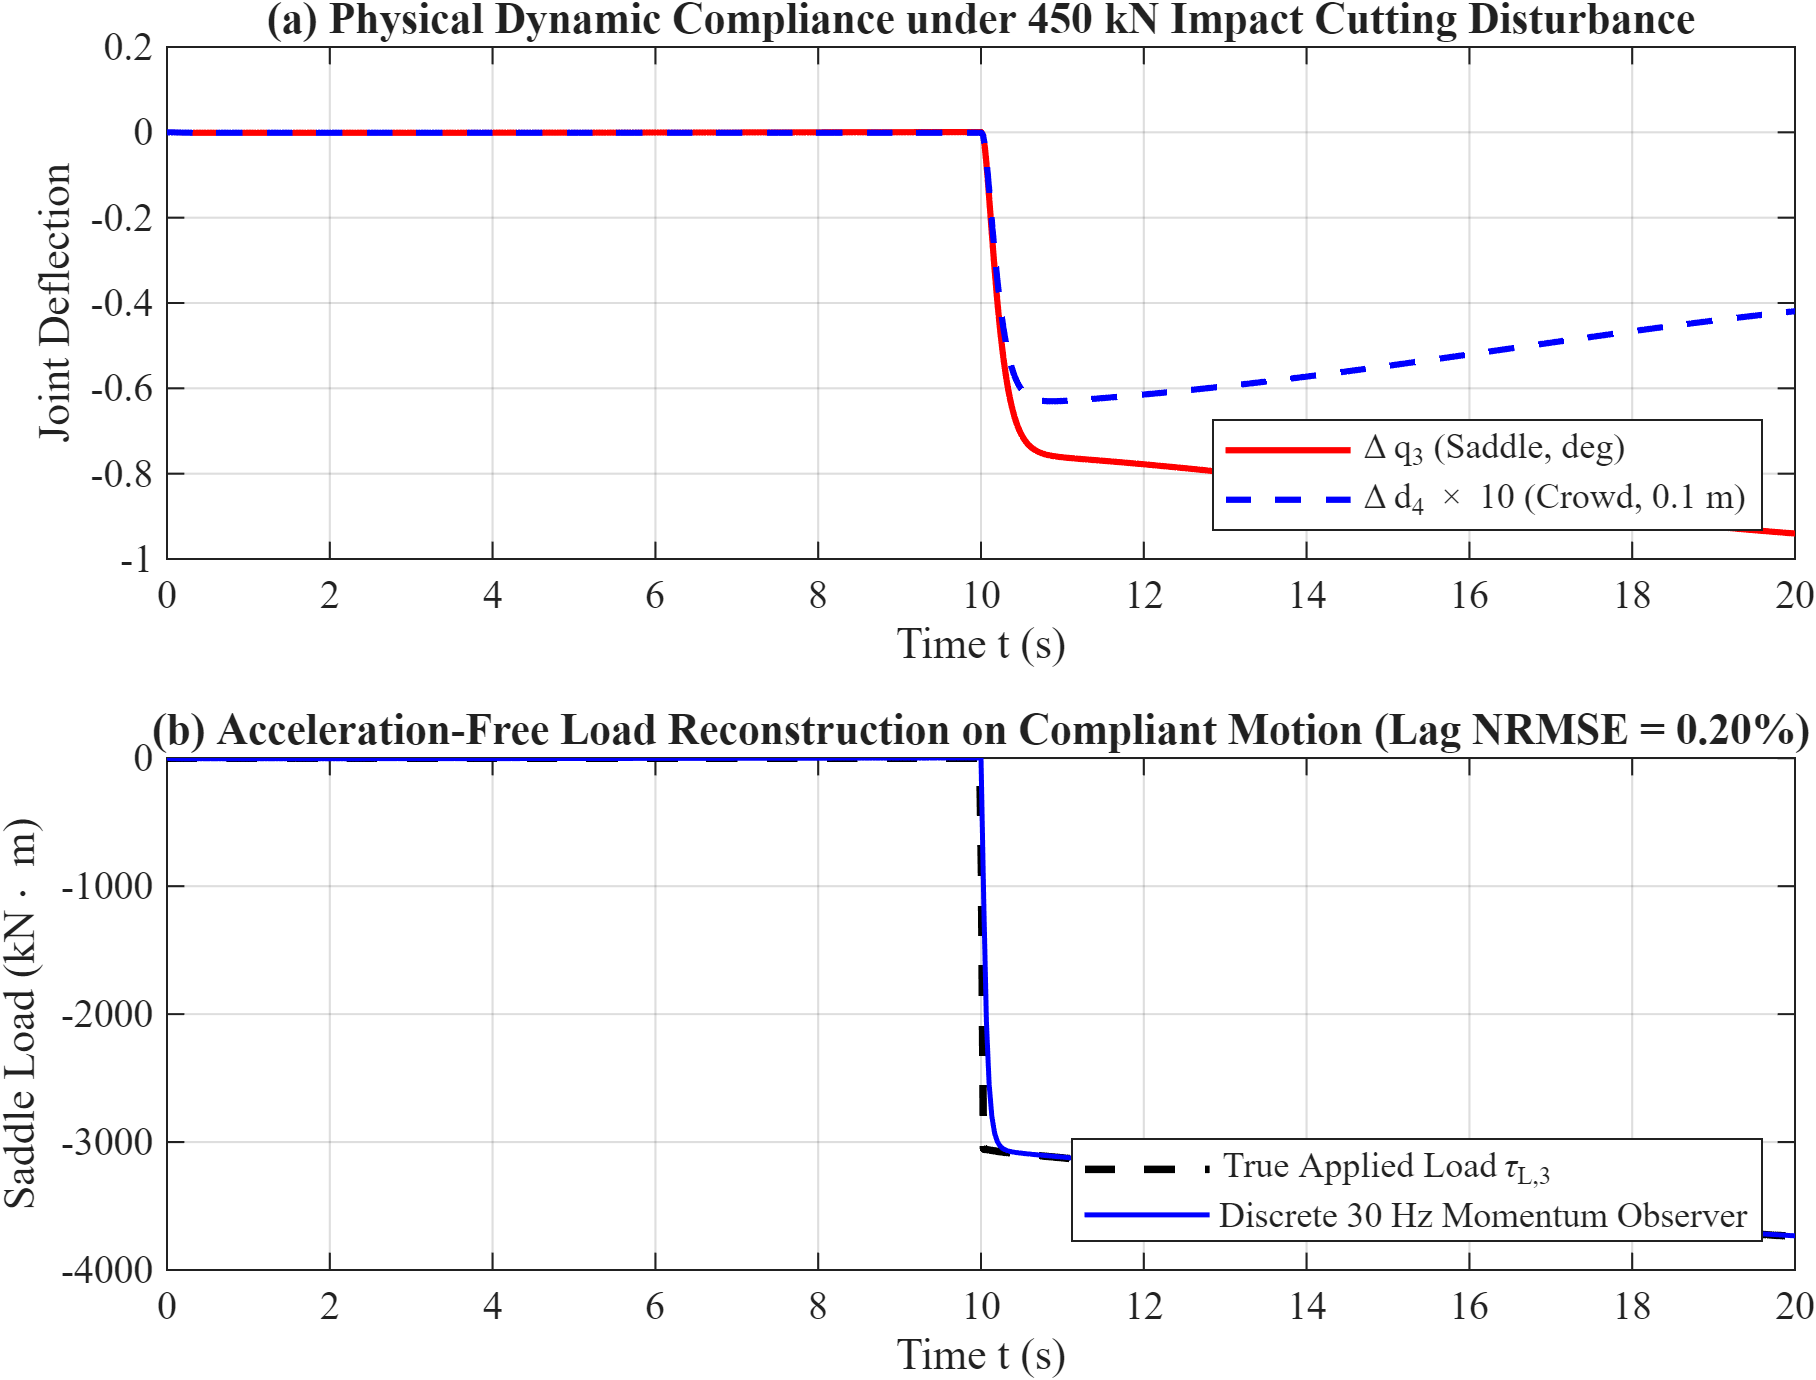 (a) Physical Dynamic Compliance under 450 kN Impact Cutting Disturbance
0.2
0
-0.2
-0.4
-0.6
-0.8
-1
Joint Deflection
Δ q₃ (Saddle, deg)
Δ d₄ × 10 (Crowd, 0.1 m)
0 2 4 6 8 10 12 14 16 18 20
Time t (s)
(b) Acceleration-Free Load Reconstruction on Compliant Motion (Lag NRMSE = 0.20%)
0
-1000
-2000
-3000
-4000
Saddle Load (kN · m)
True Applied Load τL,3
Discrete 30 Hz Momentum Observer
0 2 4 6 8 10 12 14 16 18 20
Time t (s)